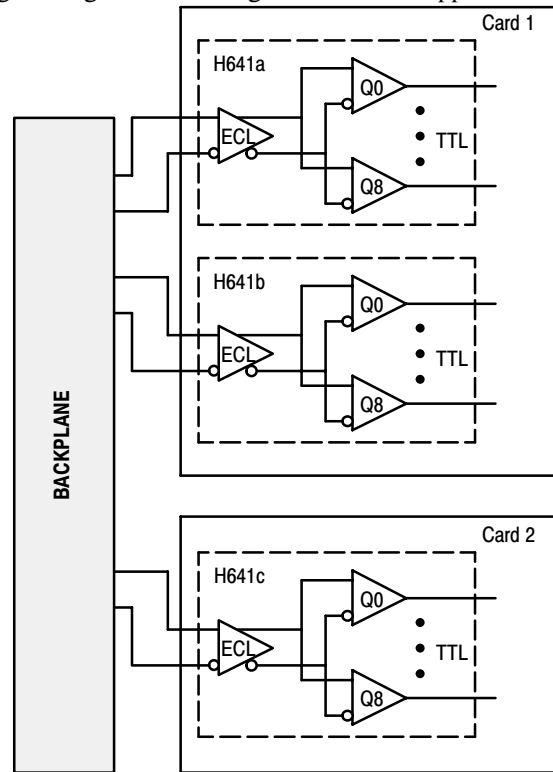 Card 1
H641a
Q0
ECL
TTL
Q8
H641b
Q0
ECL
TTL
Q8
BACKPLANE
Card 2
H641c
Q0
ECL
TTL
Q8